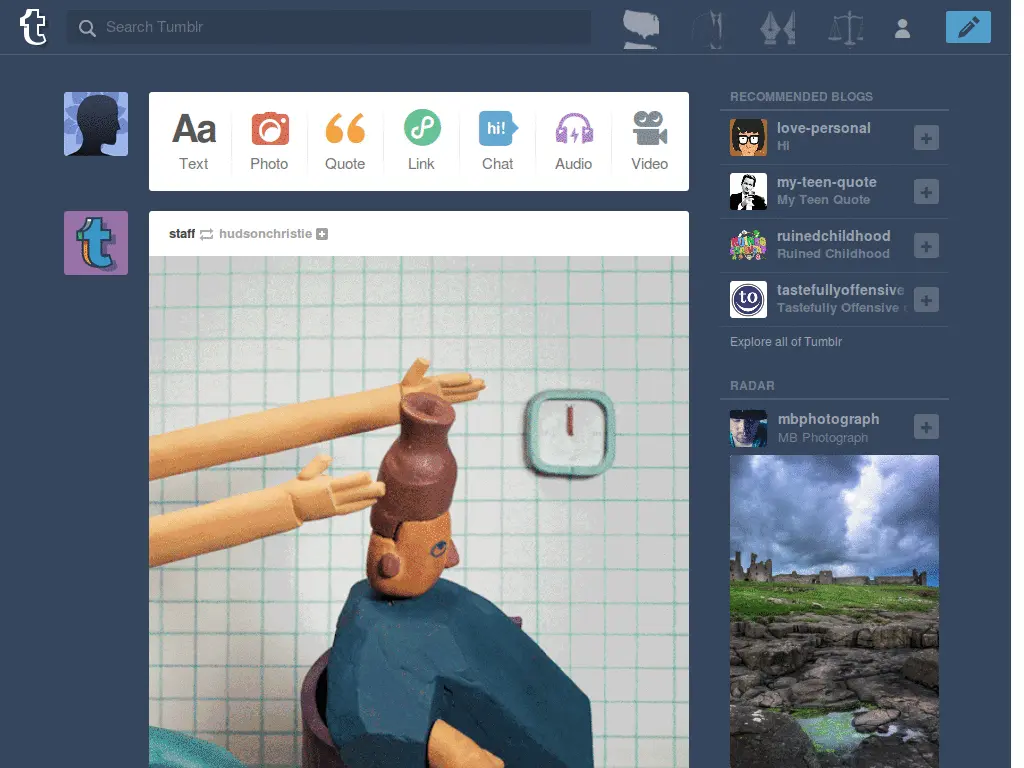 t
Search Tumblr
Aa
hi!
Text
Photo
Quote
Link
Chat
Audio
Video
t
staff hudsonchristie
RECOMMENDED BLOGS
love-personal
Hi
my-teen-quote
My Teen Quote
ruinedchildhood
Ruined Childhood
to
tastefullyoffensive
Tastefully Offensive
Explore all of Tumblr
RADAR
mbphotograph
MB Photograph